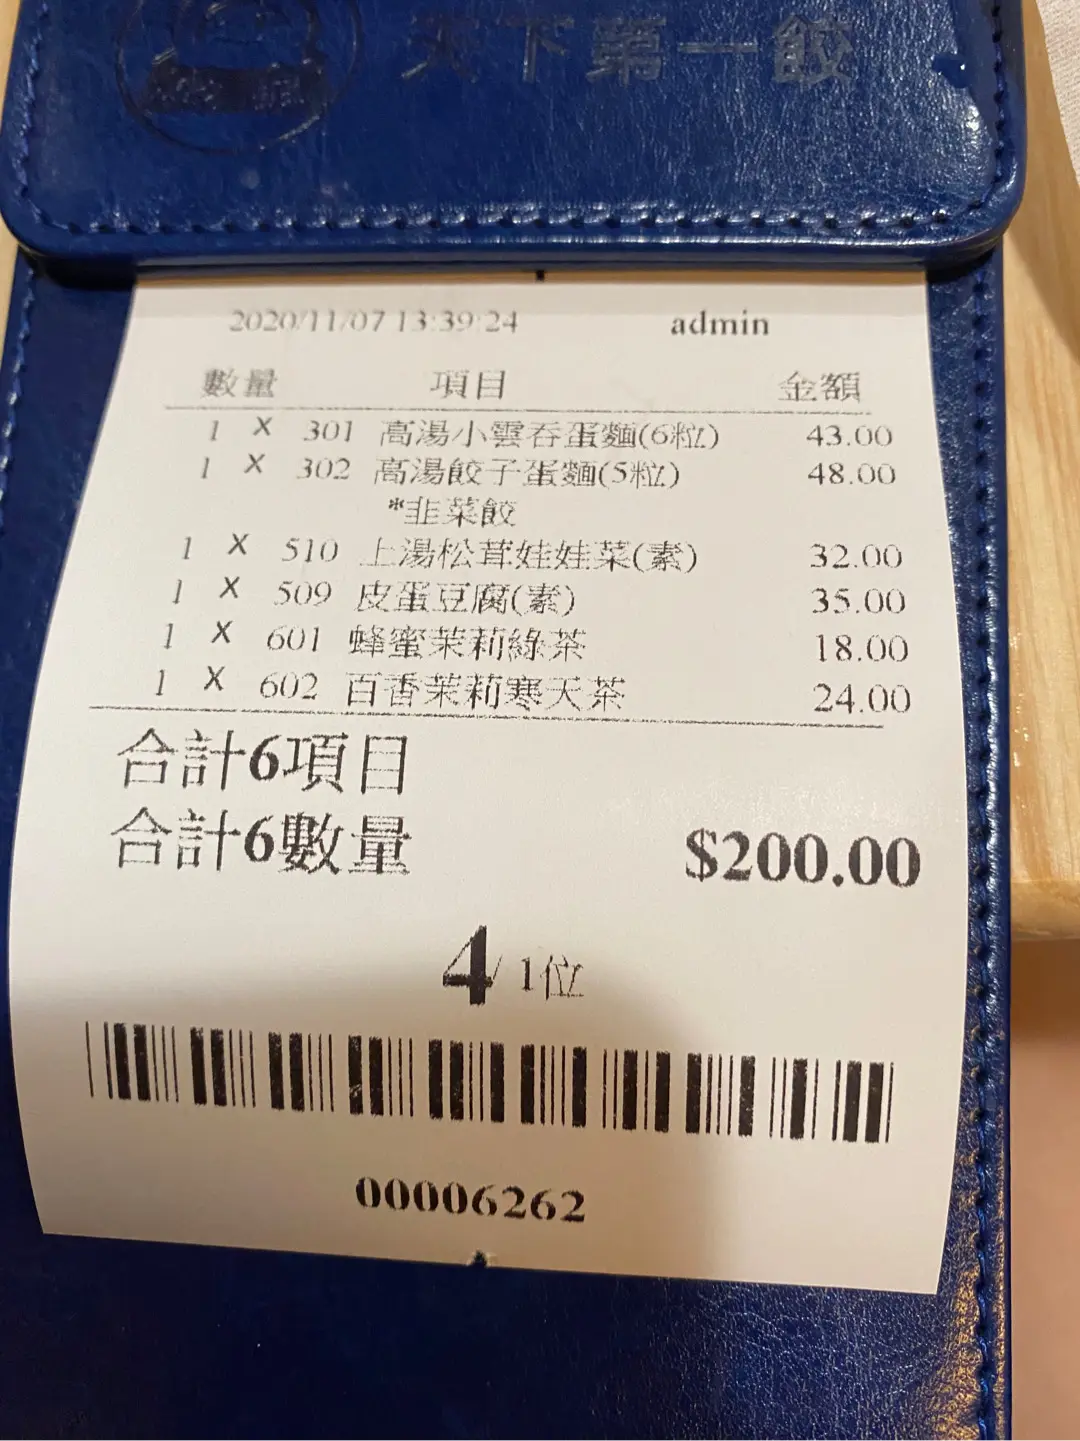 天下第一餃
2020/11/07 13:39:24 admin
數量 項目 金額
1 X 301 高湯小雲吞蛋麵(6粒) 43.00
1 X 302 高湯餃子蛋麵(5粒) 48.00
*韭菜餃
1 X 510 上湯松茸娃娃菜(素) 32.00
1 X 509 皮蛋豆腐(素) 35.00
1 X 601 蜂蜜茉莉綠茶 18.00
1 X 602 百香茉莉寒天茶 24.00
合計6項目
合計6數量 $200.00
4/ 1位
00006262